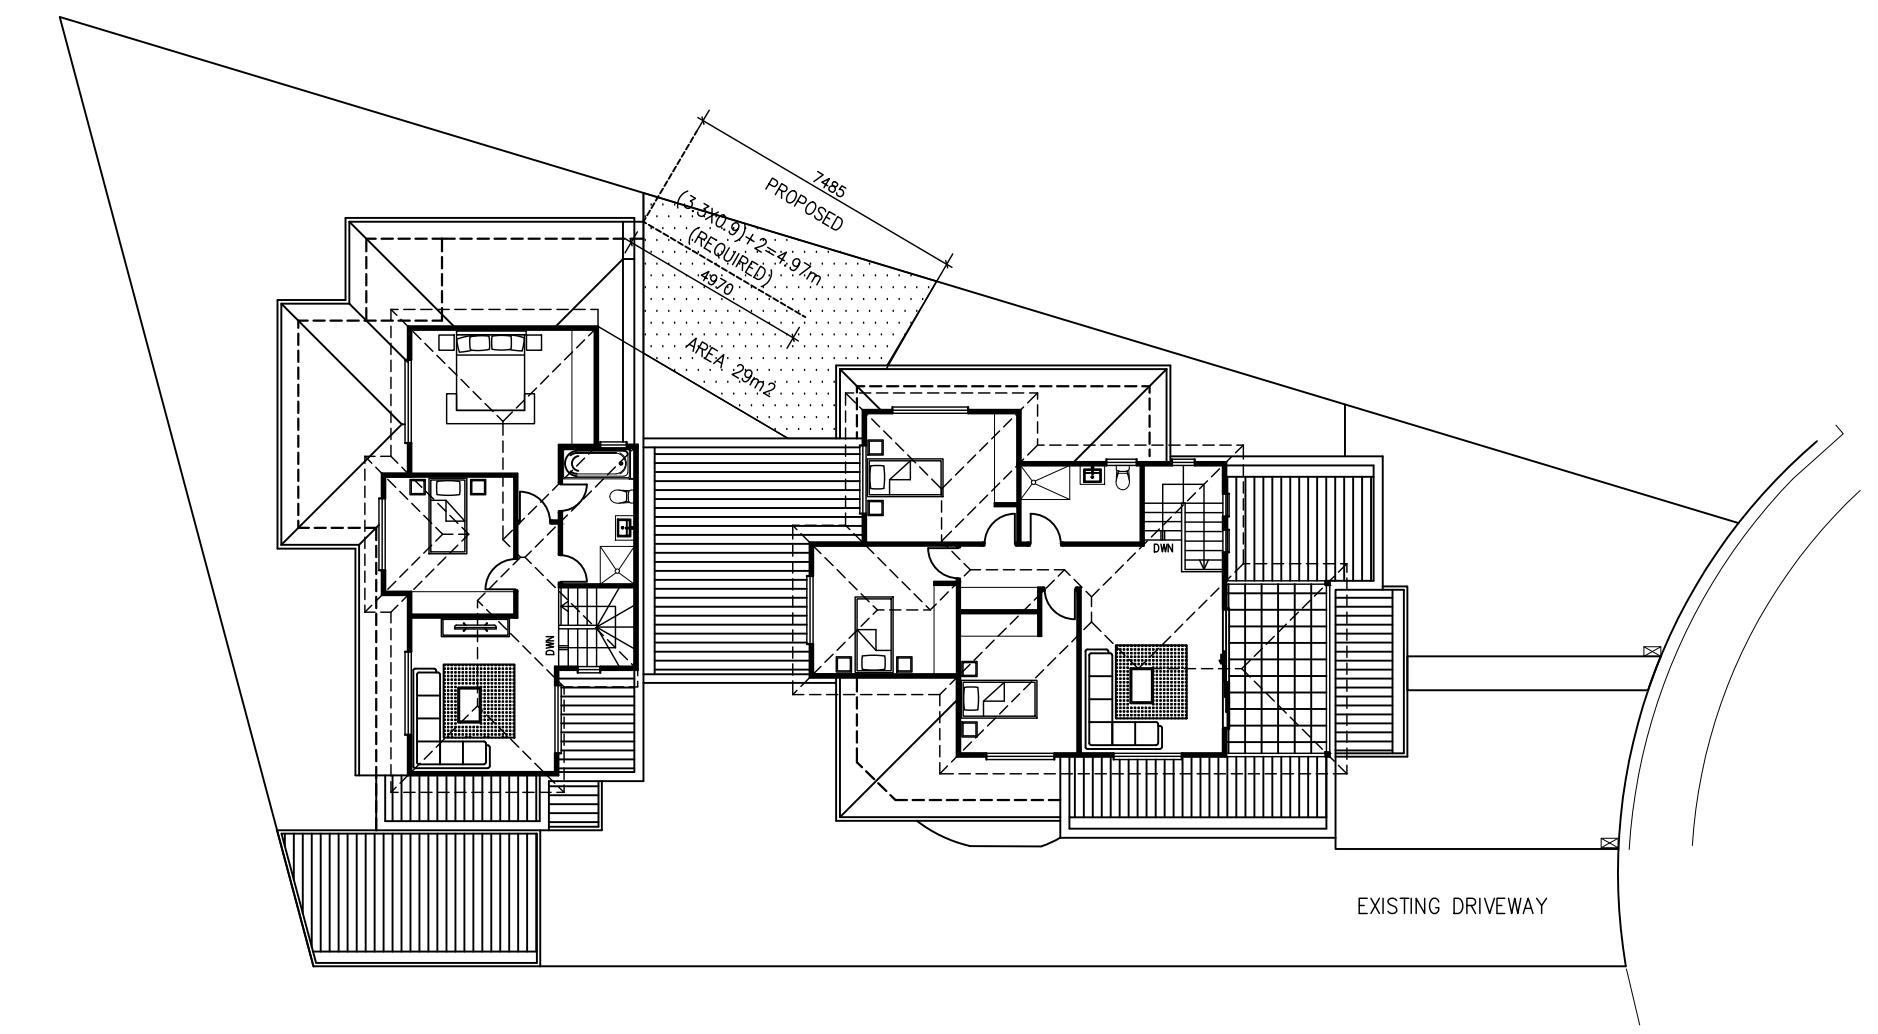 7485
PROPOSED
(3.3X0.9)+2=4.97m
(REQUIRED)
4970
AREA 29m2
DWN
DWN
EXISTING DRIVEWAY